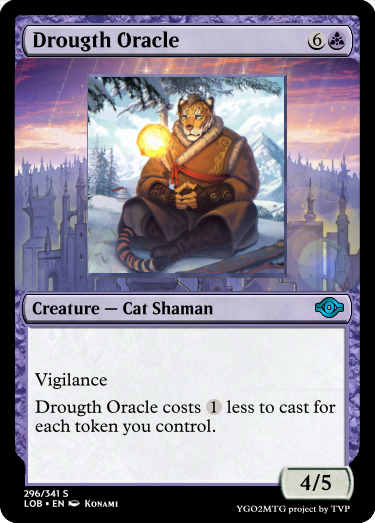 Drougth Oracle 6
Creature — Cat Shaman
Vigilance
Drougth Oracle costs 1 less to cast for
each token you control.
4/5
296/341 S
LOB • EN Konami
YGO2MTG project by TVP